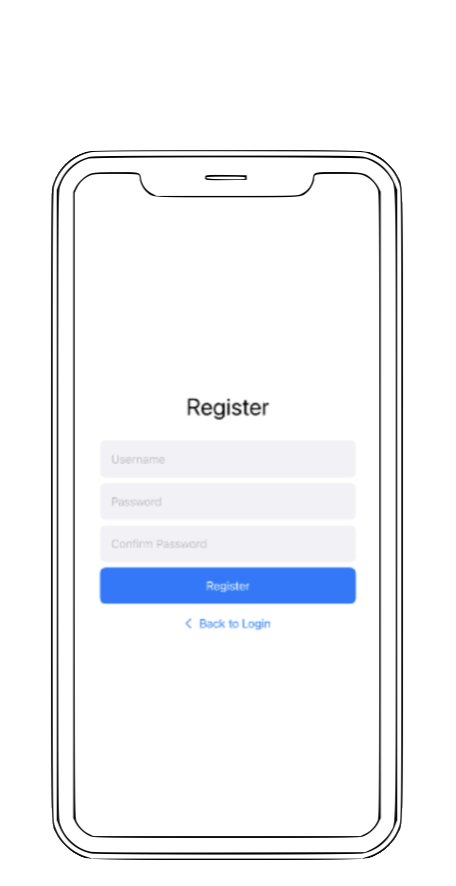 Register
Username
Password
Confirm Password
Register
Back to Login